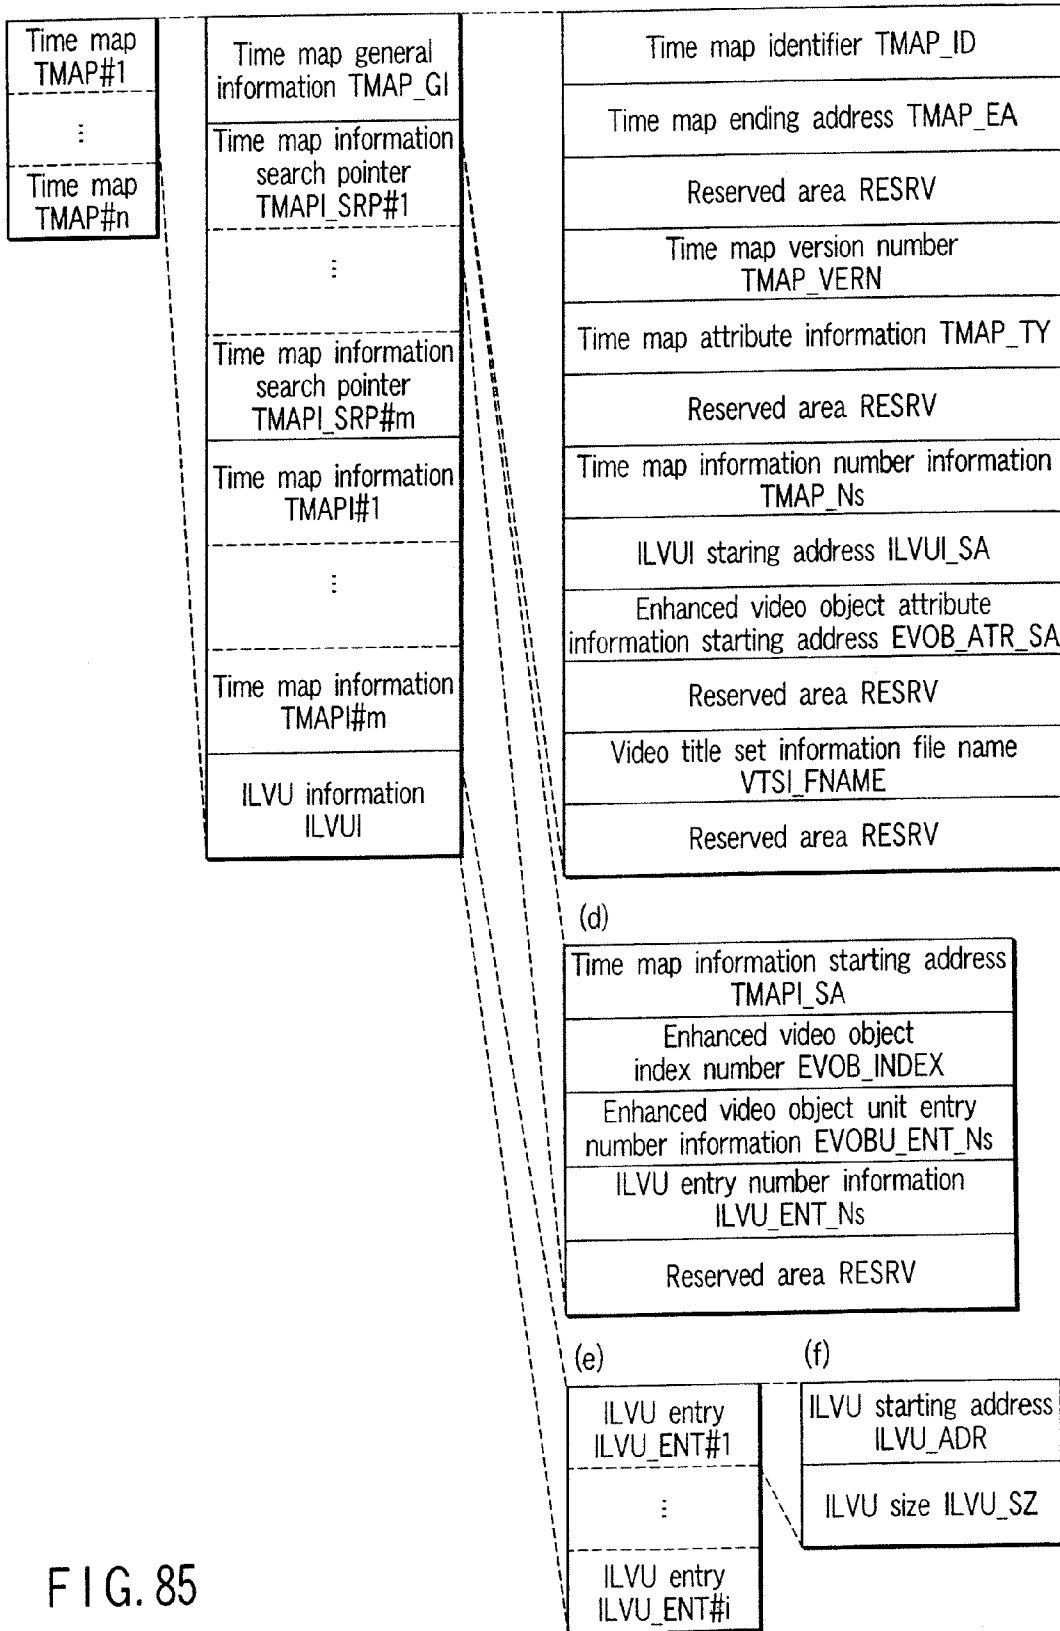 Time map
TMAP#1
⋮
Time map
TMAP#n
Time map general
information TMAP_GI
Time map information
search pointer
TMAPI_SRP#1
⋮
Time map information
search pointer
TMAPI_SRP#m
Time map information
TMAPI#1
⋮
Time map information
TMAPI#m
ILVU information
ILVUI
Time map identifier TMAP_ID
Time map ending address TMAP_EA
Reserved area RESRV
Time map version number
TMAP_VERN
Time map attribute information TMAP_TY
Reserved area RESRV
Time map information number information
TMAP_Ns
ILVUI staring address ILVUI_SA
Enhanced video object attribute
information starting address EVOB_ATR_SA
Reserved area RESRV
Video title set information file name
VTSI_FNAME
Reserved area RESRV
(d)
Time map information starting address
TMAPI_SA
Enhanced video object
index number EVOB_INDEX
Enhanced video object unit entry
number information EVOBU_ENT_Ns
ILVU entry number information
ILVU_ENT_Ns
Reserved area RESRV
(e)
ILVU entry
ILVU_ENT#1
⋮
ILVU entry
ILVU_ENT#i
(f)
ILVU starting address
ILVU_ADR
ILVU size ILVU_SZ
FIG. 85